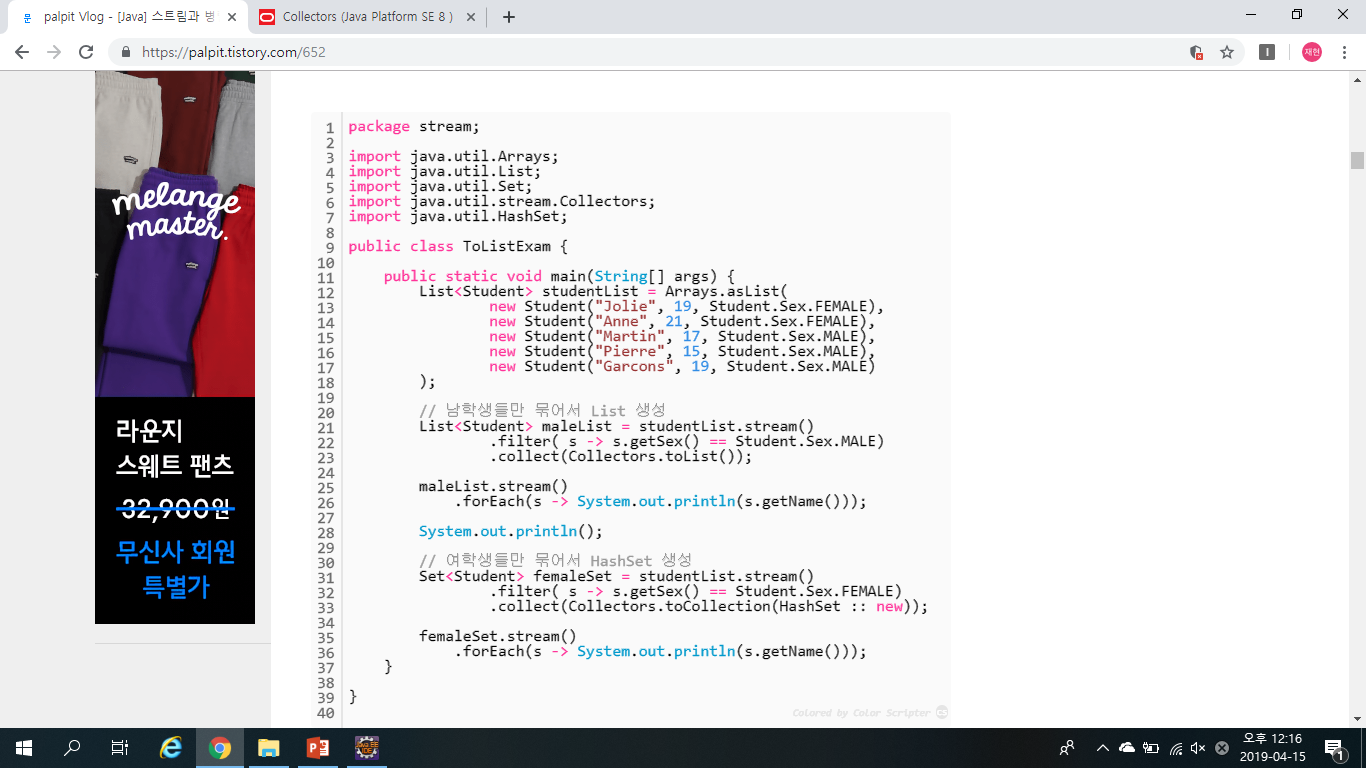 palpit Vlog - [Java] 스트림과 병
Collectors (Java Platform SE 8 )
https://palpit.tistory.com/652
재현
melange
master.
라운지
스웨트 팬츠
32,900원
무신사 회원
특별가
1 package stream;
2
3 import java.util.Arrays;
4 import java.util.List;
5 import java.util.Set;
6 import java.util.stream.Collectors;
7 import java.util.HashSet;
8
9 public class ToListExam {
10
11     public static void main(String[] args) {
12         List<Student> studentList = Arrays.asList(
13                 new Student("Jolie", 19, Student.Sex.FEMALE),
14                 new Student("Anne", 21, Student.Sex.FEMALE),
15                 new Student("Martin", 17, Student.Sex.MALE),
16                 new Student("Pierre", 15, Student.Sex.MALE),
17                 new Student("Garcons", 19, Student.Sex.MALE)
18         );
19
20         // 남학생들만 묶어서 List 생성
21         List<Student> maleList = studentList.stream()
22                 .filter( s -> s.getSex() == Student.Sex.MALE)
23                 .collect(Collectors.toList());
24
25         maleList.stream()
26             .forEach(s -> System.out.println(s.getName()));
27
28         System.out.println();
29
30         // 여학생들만 묶어서 HashSet 생성
31         Set<Student> femaleSet = studentList.stream()
32                 .filter( s -> s.getSex() == Student.Sex.FEMALE)
33                 .collect(Collectors.toCollection(HashSet :: new));
34
35         femaleSet.stream()
36             .forEach(s -> System.out.println(s.getName()));
37     }
38
39 }
40
Colored by Color Scripter CS
Java EE
IDE
오후 12:16
2019-04-15
1